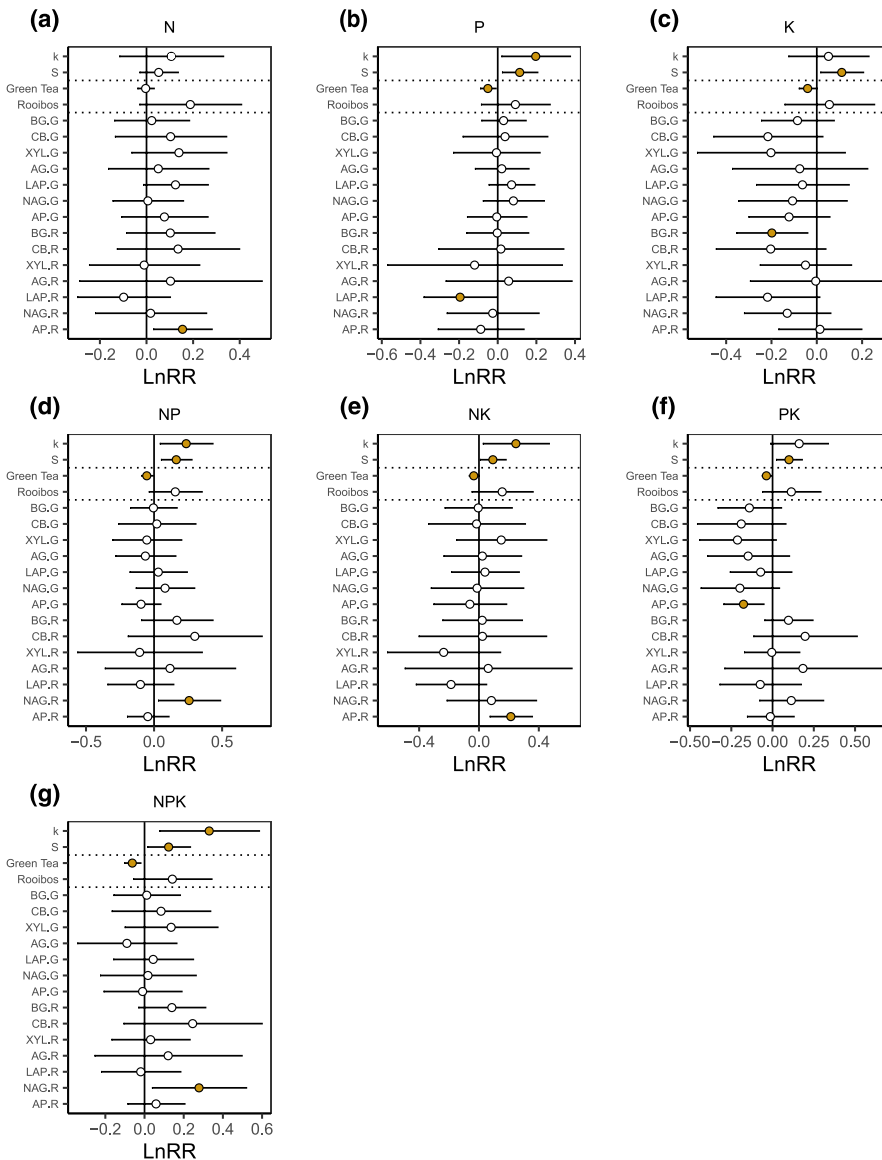 (a)
N
k
S
Green Tea
Rooibos
BG.G
CB.G
XYL.G
AG.G
LAP.G
NAG.G
AP.G
BG.R
CB.R
XYL.R
AG.R
LAP.R
NAG.R
AP.R
−0.2 0.0 0.2 0.4
LnRR
(b)
P
k
S
Green Tea
Rooibos
BG.G
CB.G
XYL.G
AG.G
LAP.G
NAG.G
AP.G
BG.R
CB.R
XYL.R
AG.R
LAP.R
NAG.R
AP.R
−0.6 −0.4 −0.2 0.0 0.2 0.4
LnRR
(c)
K
k
S
Green Tea
Rooibos
BG.G
CB.G
XYL.G
AG.G
LAP.G
NAG.G
AP.G
BG.R
CB.R
XYL.R
AG.R
LAP.R
NAG.R
AP.R
−0.4 −0.2 0.0 0.2
LnRR
(d)
NP
k
S
Green Tea
Rooibos
BG.G
CB.G
XYL.G
AG.G
LAP.G
NAG.G
AP.G
BG.R
CB.R
XYL.R
AG.R
LAP.R
NAG.R
AP.R
−0.5 0.0 0.5
LnRR
(e)
NK
k
S
Green Tea
Rooibos
BG.G
CB.G
XYL.G
AG.G
LAP.G
NAG.G
AP.G
BG.R
CB.R
XYL.R
AG.R
LAP.R
NAG.R
AP.R
−0.4 0.0 0.4
LnRR
(f)
PK
k
S
Green Tea
Rooibos
BG.G
CB.G
XYL.G
AG.G
LAP.G
NAG.G
AP.G
BG.R
CB.R
XYL.R
AG.R
LAP.R
NAG.R
AP.R
−0.50 −0.25 0.00 0.25 0.50
LnRR
(g)
NPK
k
S
Green Tea
Rooibos
BG.G
CB.G
XYL.G
AG.G
LAP.G
NAG.G
AP.G
BG.R
CB.R
XYL.R
AG.R
LAP.R
NAG.R
AP.R
−0.2 0.0 0.2 0.4 0.6
LnRR